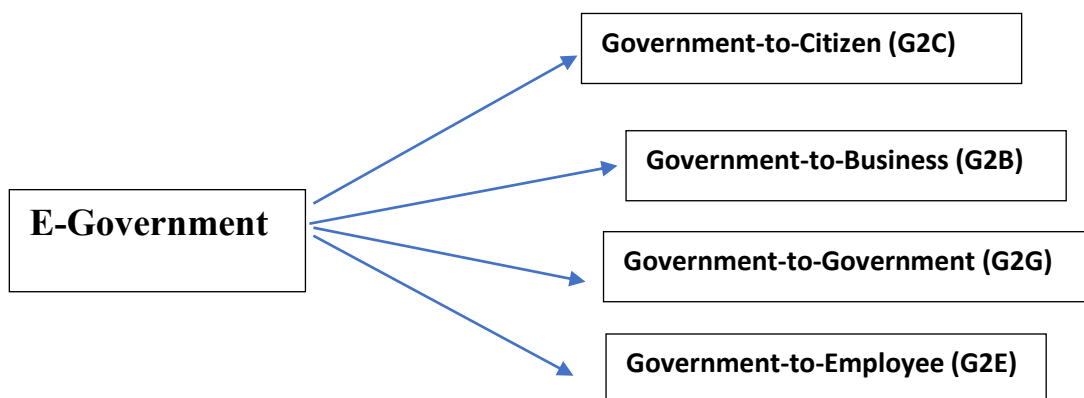 Government-to-Citizen (G2C)
Government-to-Business (G2B)
E-Government
Government-to-Government (G2G)
Government-to-Employee (G2E)